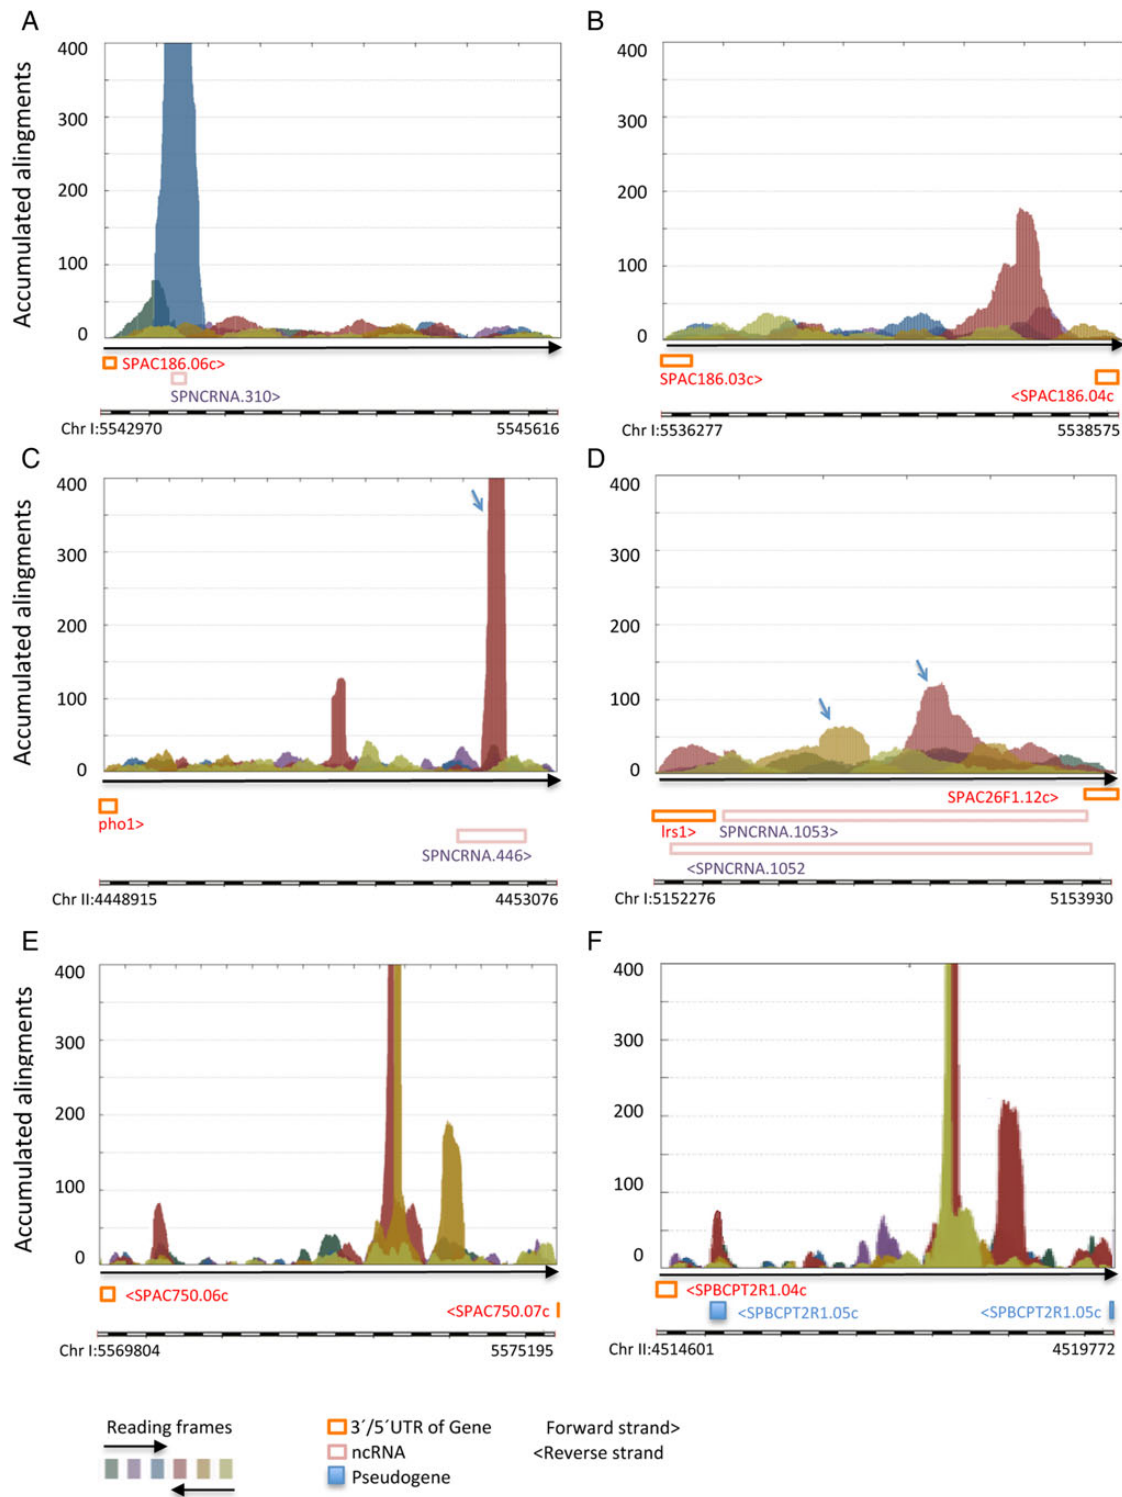 A
Accumulated alingments
400
300
200
100
0
SPAC186.06c>
SPNCRNA.310>
Chr I:5542970
5545616
B
400
300
200
100
0
SPAC186.03c>
<SPAC186.04c
Chr I:5536277
5538575
C
Accumulated alingments
400
300
200
100
0
pho1>
SPNCRNA.446>
Chr II:4448915
4453076
D
400
300
200
100
0
SPAC26F1.12c>
lrs1>
SPNCRNA.1053>
<SPNCRNA.1052
Chr I:5152276
5153930
E
Accumulated alingments
400
300
200
100
0
<SPAC750.06c
<SPAC750.07c
Chr I:5569804
5575195
F
400
300
200
100
0
<SPBCPT2R1.04c
<SPBCPT2R1.05c
<SPBCPT2R1.05c
Chr II:4514601
4519772
Reading frames
3´/5´UTR of Gene
ncRNA
Pseudogene
Forward strand>
<Reverse strand